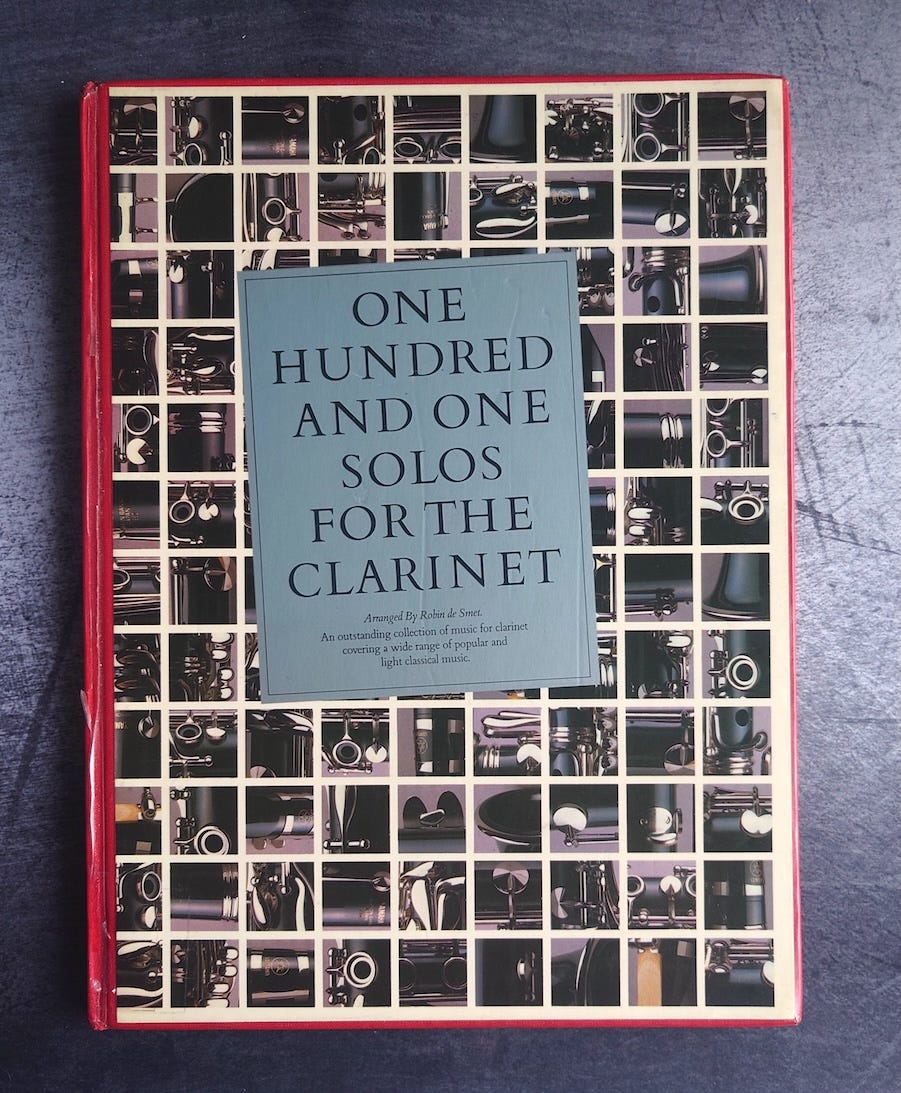 ONE
HUNDRED
AND ONE
SOLOS
FOR THE
CLARINET
Arranged By Robin de Smet.
An outstanding collection of music for clarinet
covering a wide range of popular and
light classical music.